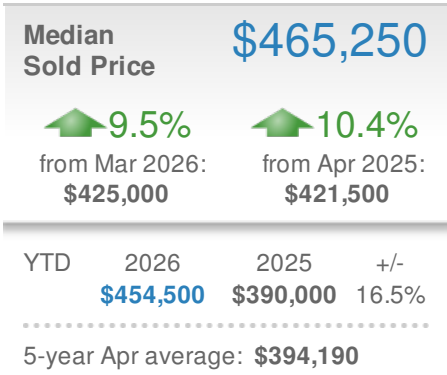 Median
Sold Price
$465,250
9.5% 10.4%
from Mar 2026: from Apr 2025:
$425,000 $421,500
YTD 2026 2025 +/-
$454,500 $390,000 16.5%
5-year Apr average: $394,190